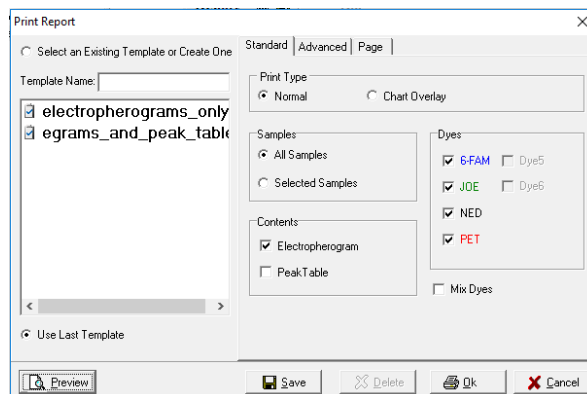 Print Report
Select an Existing Template or Create One
Template Name:
electropherograms_only
egrams_and_peak_table
Use Last Template
Standard Advanced Page
Print Type
Normal Chart Overlay
Samples
All Samples
Selected Samples
Contents
Electropherogram
PeakTable
Dyes
6-FAM Dye5
JOE Dye6
NED
PET
Mix Dyes
Preview Save Delete Ok Cancel